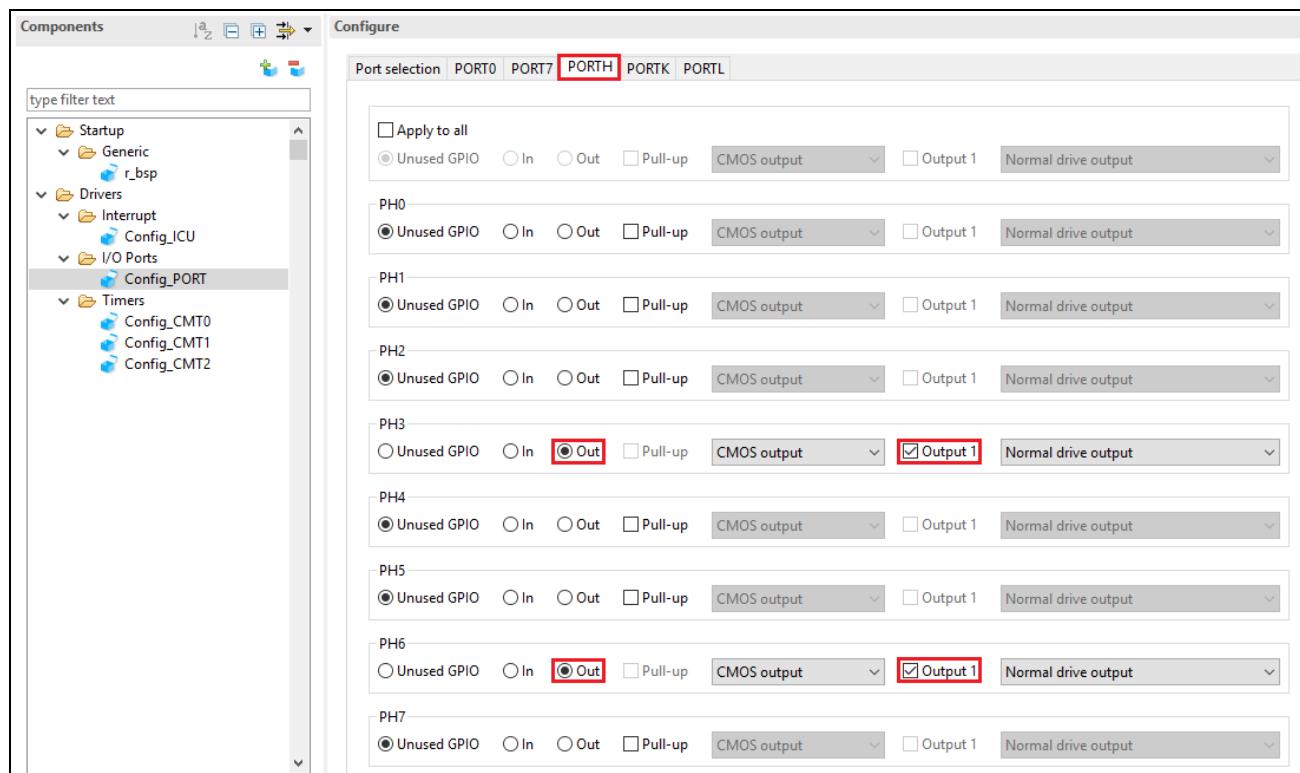 Components
Configure
Port selection PORT0 PORT7 PORTH PORTK PORTL
type filter text
Startup
Generic
r_bsp
Drivers
Interrupt
Config_ICU
I/O Ports
Config_PORT
Timers
Config_CMT0
Config_CMT1
Config_CMT2
Apply to all
Unused GPIO In Out Pull-up CMOS output Output 1 Normal drive output
PH0
Unused GPIO In Out Pull-up CMOS output Output 1 Normal drive output
PH1
Unused GPIO In Out Pull-up CMOS output Output 1 Normal drive output
PH2
Unused GPIO In Out Pull-up CMOS output Output 1 Normal drive output
PH3
Unused GPIO In Out Pull-up CMOS output Output 1 Normal drive output
PH4
Unused GPIO In Out Pull-up CMOS output Output 1 Normal drive output
PH5
Unused GPIO In Out Pull-up CMOS output Output 1 Normal drive output
PH6
Unused GPIO In Out Pull-up CMOS output Output 1 Normal drive output
PH7
Unused GPIO In Out Pull-up CMOS output Output 1 Normal drive output